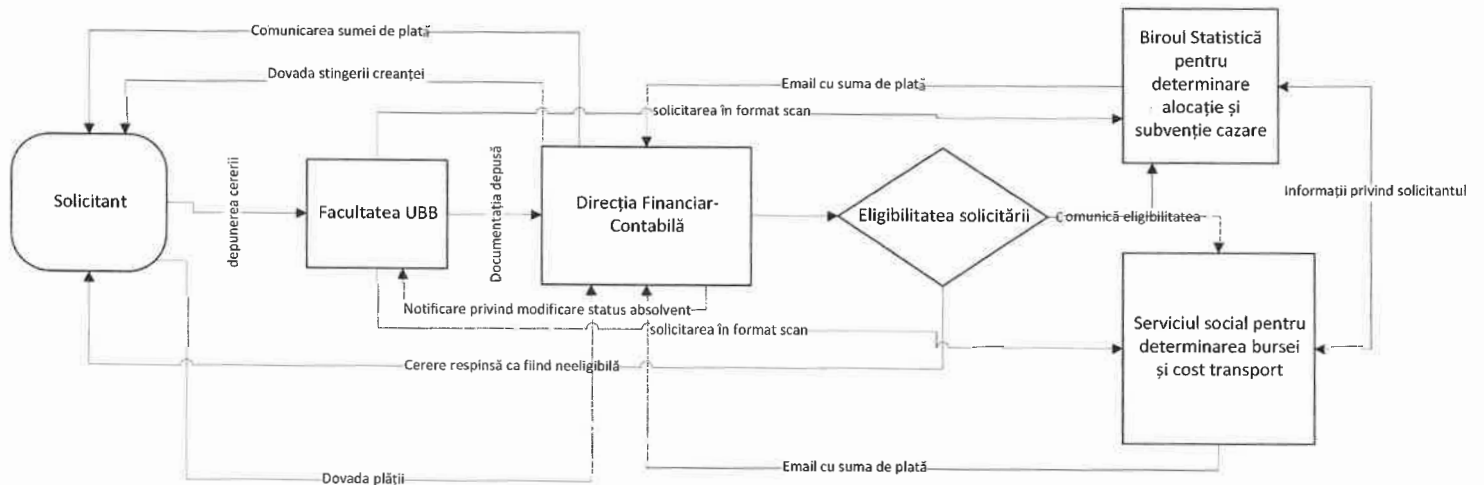 Comunicarea sumei de plată
Dovada stingerii creanței
Email cu suma de plată
solicitarea în format scan
Biroul Statistică
pentru
determinare
alocație și
subvenție cazare
Solicitant
depunerea cererii
Facultatea UBB
Documentația depusă
Direcția Financiar-
Contabilă
Eligibilitatea solicitării
Comunică eligibilitatea
Informații privind solicitantul
Notificare privind modificare status absolvent
solicitarea în format scan
Serviciul social pentru
determinarea bursei
și cost transport
Cerere respinsă ca fiind neeligibilă
Email cu suma de plată
Dovada plății